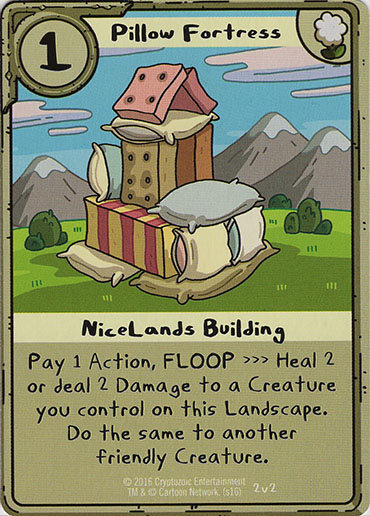 1
Pillow Fortress
NiceLands Building
Pay 1 Action, FLOOP >>> Heal 2
or deal 2 Damage to a Creature
you control on this Landscape.
Do the same to another
friendly Creature.
© 2016 Cryptozoic Entertainment
TM & © Cartoon Network. (s16)
2v2